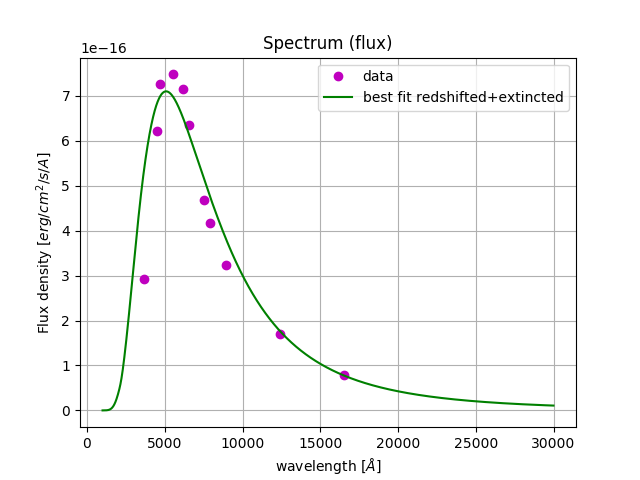 Spectrum (flux)
1e−16
data
best fit redshifted+extincted
7
6
5
4
3
2
1
0
Flux density [erg/cm²/s/A]
0 5000 10000 15000 20000 25000 30000
wavelength [Å]